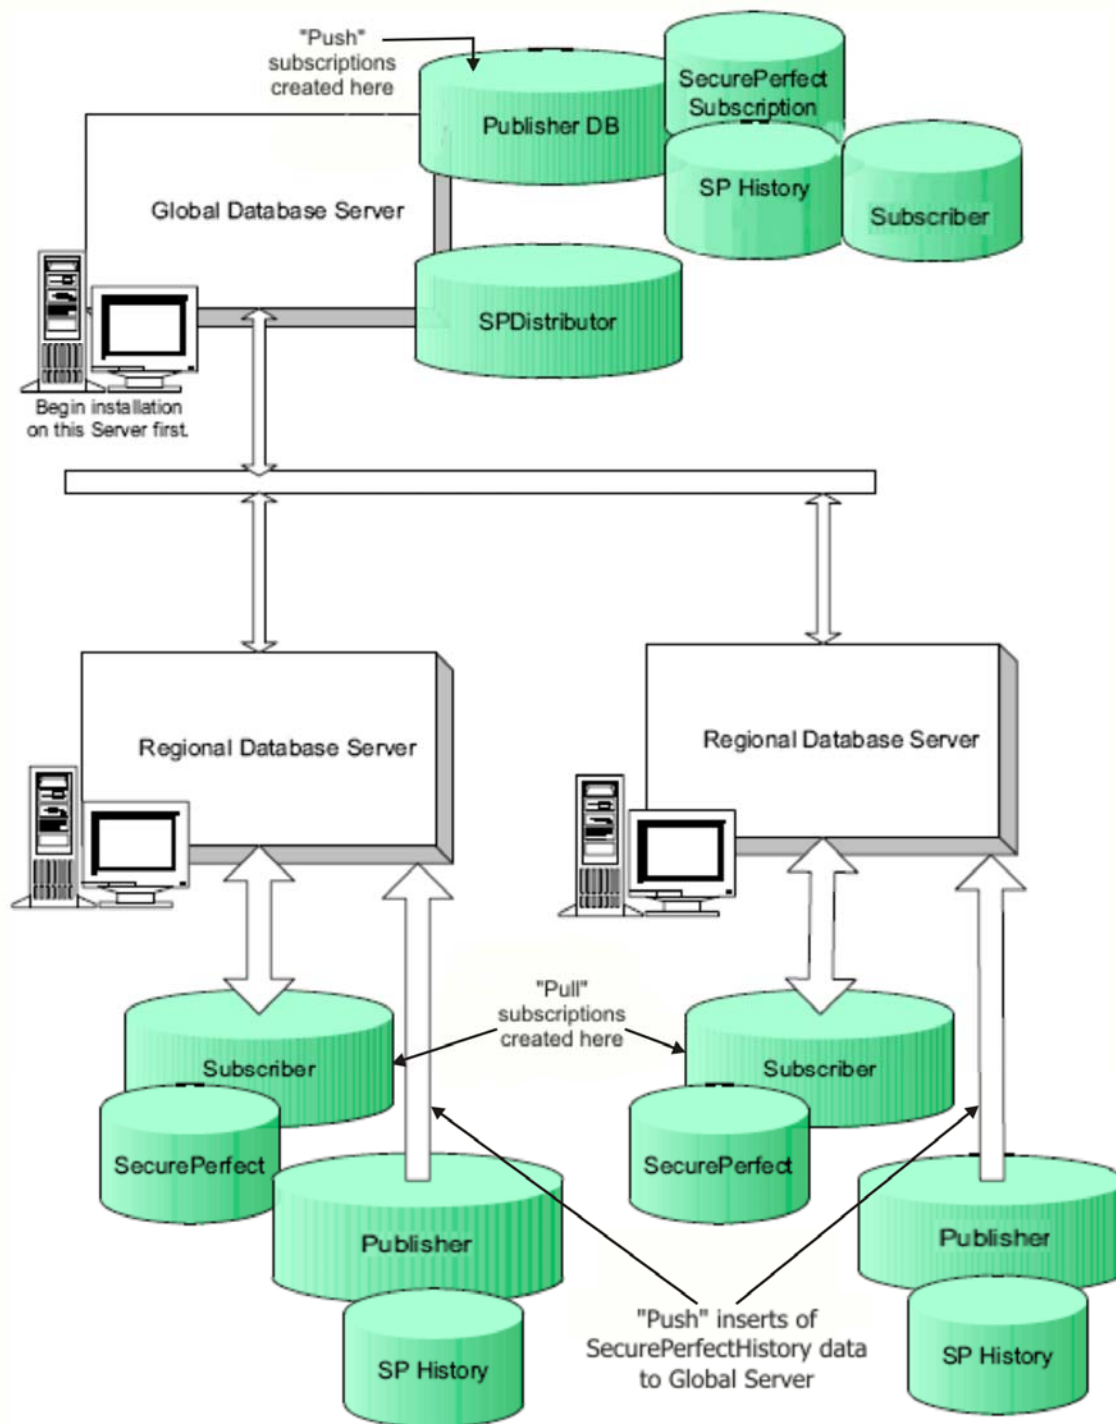 "Push"
subscriptions
created here
Publisher DB
SecurePerfect
Subscription
SP History
Subscriber
Global Database Server
SPDistributor
Begin installation
on this Server first.
Regional Database Server
Regional Database Server
"Pull"
subscriptions
created here
Subscriber
SecurePerfect
Publisher
SP History
Subscriber
SecurePerfect
Publisher
SP History
"Push" inserts of
SecurePerfectHistory data
to Global Server